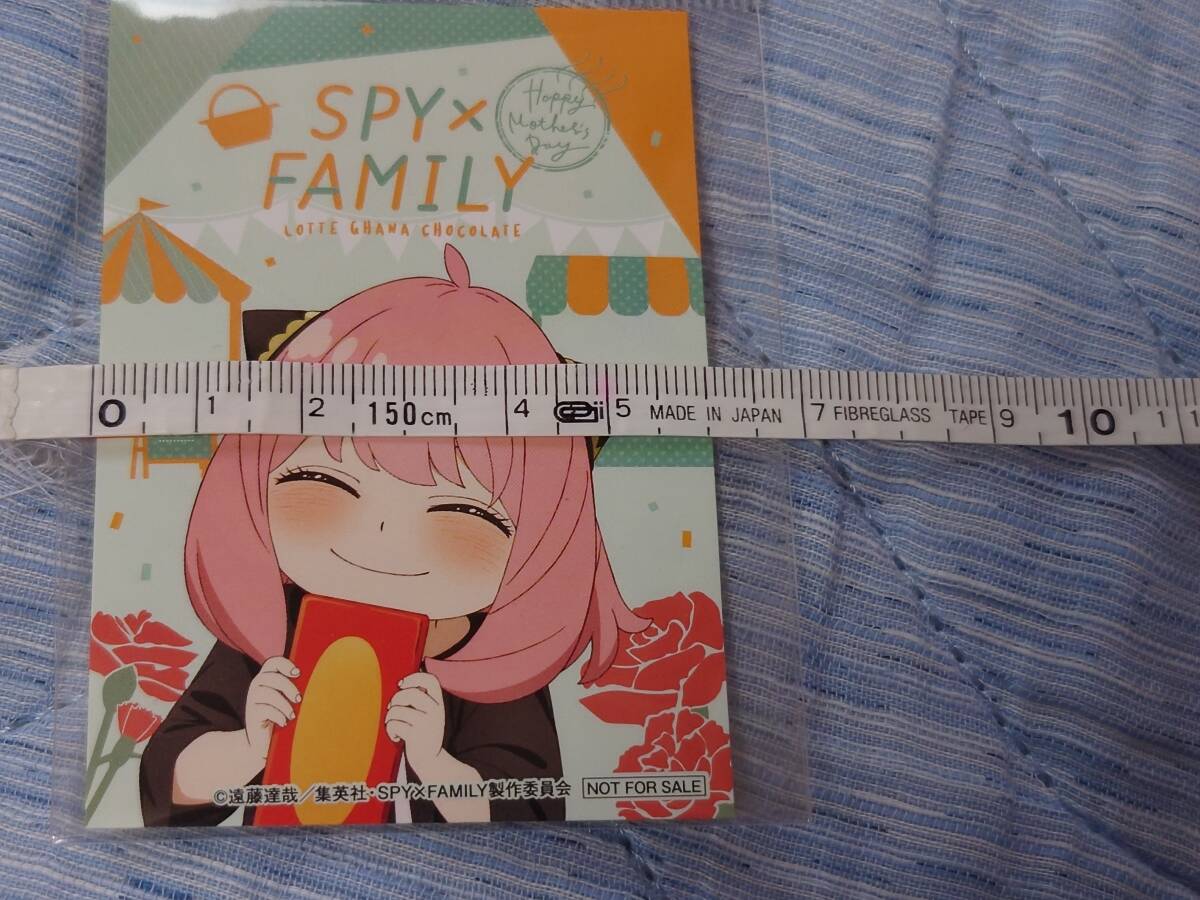 SPY×
FAMILY
LOTTE GHANA CHOCOLATE
Happy
Mother's
Day
0 1 2 150cm 4 5 MADE IN JAPAN 7 FIBREGLASS TAPE 9 10 1 1
©遠藤達哉/集英社・SPY×FAMILY製作委員会
NOT FOR SALE